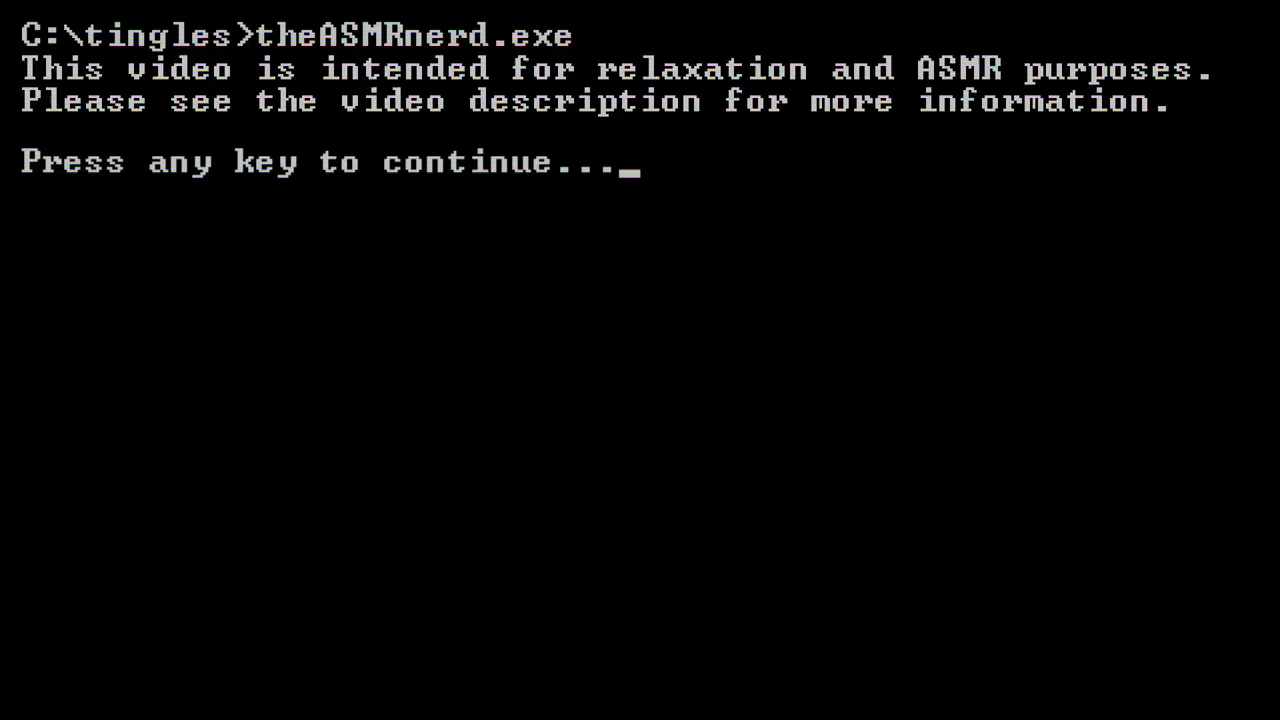 C:\tingles>theASMRnerd.exe
This video is intended for relaxation and ASMR purposes.
Please see the video description for more information.
Press any key to continue..._